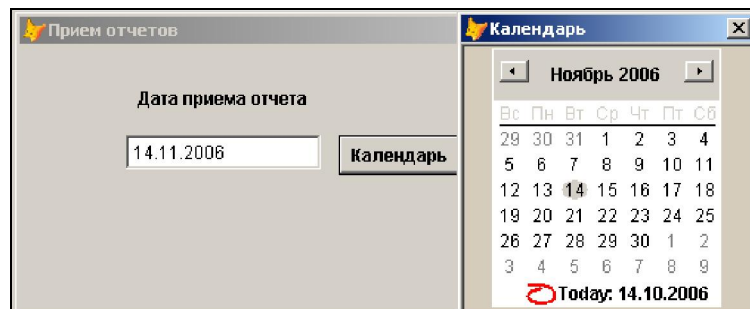 Прием отчетов
Дата приема отчета
14.11.2006
Календарь
Календарь
Ноябрь 2006
Вс Пн Вт Ср Чт Пт Сб
29 30 31 1 2 3 4
5 6 7 8 9 10 11
12 13 14 15 16 17 18
19 20 21 22 23 24 25
26 27 28 29 30 1 2
3 4 5 6 7 8 9
Today: 14.10.2006